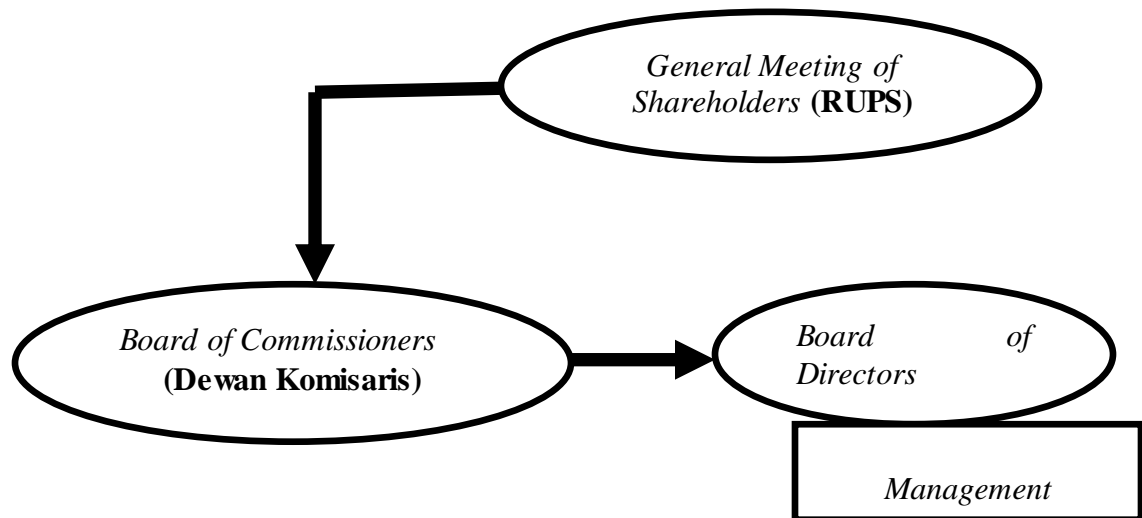 General Meeting of
Shareholders (RUPS)
Board of Commissioners
(Dewan Komisaris)
Board of
Directors
Management